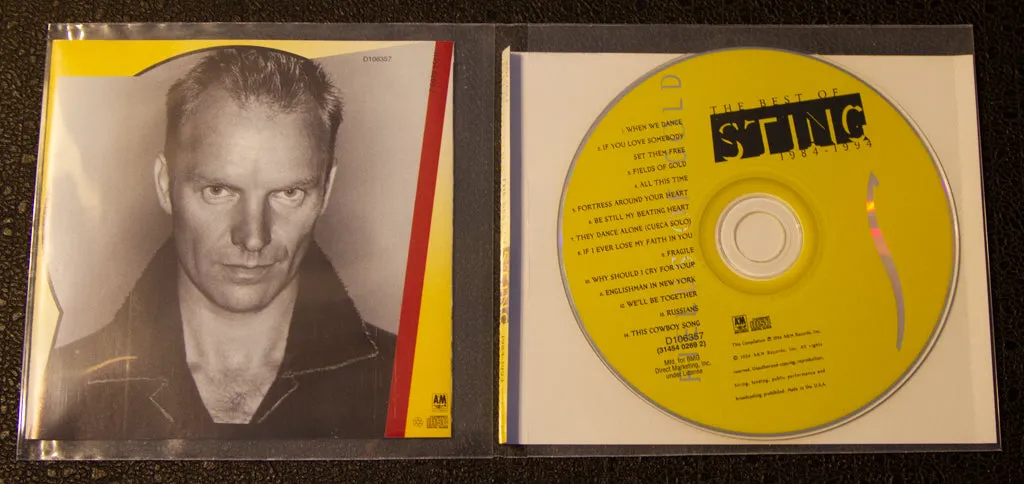 D106357
AM
THE BEST OF
STING
1984-1994
1. WHEN WE DANCE
2. IF YOU LOVE SOMEBODY
SET THEM FREE
3. FIELDS OF GOLD
4. ALL THIS TIME
5. FORTRESS AROUND YOUR HEART
6. BE STILL MY BEATING HEART
7. THEY DANCE ALONE (CUECA SOLO)
8. IF I EVER LOSE MY FAITH IN YOU
9. FRAGILE
10. WHY SHOULD I CRY FOR YOU?
11. ENGLISHMAN IN NEW YORK
12. WE'LL BE TOGETHER
13. RUSSIANS
14. THIS COWBOY SONG
D106357
(31454 0269 2)
Mfd. for BMG
Direct Marketing, Inc.
under License
AM
This Compilation ℗ 1994 A&M Records, Inc.
© 1994 A&M Records, Inc. All rights
reserved. Unauthorized copying, reproduction,
hiring, lending, public performance and
broadcasting prohibited. Made in the U.S.A.